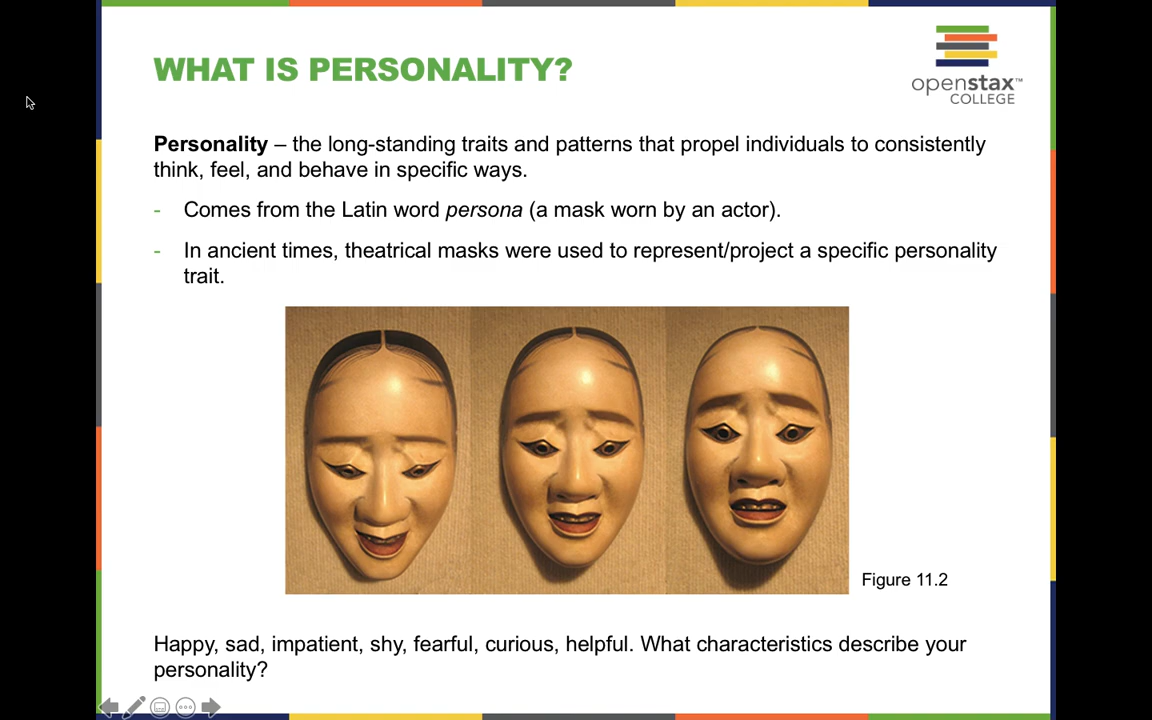 WHAT IS PERSONALITY?
openstax™
COLLEGE
Personality – the long-standing traits and patterns that propel individuals to consistently
think, feel, and behave in specific ways.
- Comes from the Latin word persona (a mask worn by an actor).
- In ancient times, theatrical masks were used to represent/project a specific personality
trait.
Figure 11.2
Happy, sad, impatient, shy, fearful, curious, helpful. What characteristics describe your
personality?